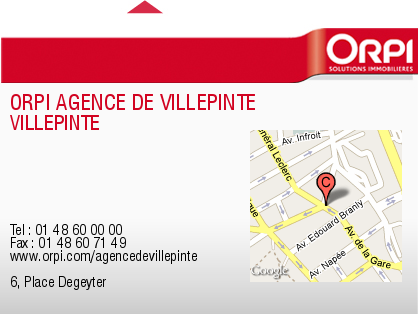 ORPI
SOLUTIONS IMMOBILIÈRES
ORPI AGENCE DE VILLEPINTE
VILLEPINTE
Tel : 01 48 60 00 00
Fax : 01 48 60 71 49
www.orpi.com/agencedevillepinte
6, Place Degeyter
Av. Infroit
énéral Leclerc
C
Av. Edouard Branly
Av. de la Gare
Av. Napée
Google